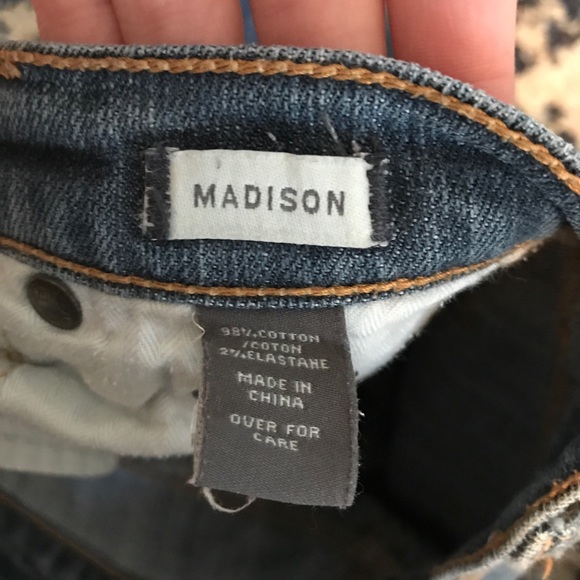 MADISON
98% COTTON
/COTON
2% ELASTANE
MADE IN
CHINA
OVER FOR
CARE